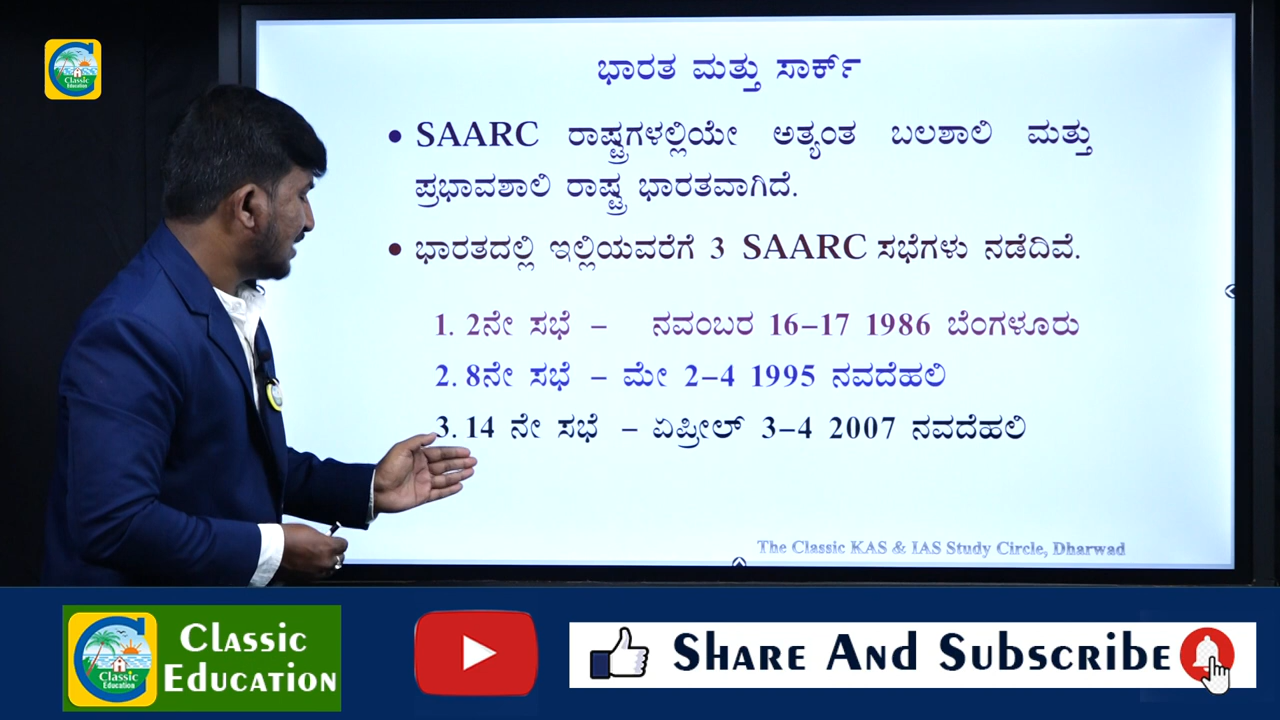 Classic
Education
ಭಾರತ ಮತ್ತು ಸಾರ್ಕ್
• SAARC ರಾಷ್ಟ್ರಗಳಲ್ಲಿಯೇ ಅತ್ಯಂತ ಬಲಶಾಲಿ ಮತ್ತು
ಪ್ರಭಾವಶಾಲಿ ರಾಷ್ಟ್ರ ಭಾರತವಾಗಿದೆ.
• ಭಾರತದಲ್ಲಿ ಇಲ್ಲಿಯವರೆಗೆ 3 SAARC ಸಭೆಗಳು ನಡೆದಿವೆ.
1. 2ನೇ ಸಭೆ – ನವಂಬರ 16–17 1986 ಬೆಂಗಳೂರು
2. 8ನೇ ಸಭೆ – ಮೇ 2–4 1995 ನವದೆಹಲಿ
3. 14 ನೇ ಸಭೆ – ಏಪ್ರೀಲ್ 3–4 2007 ನವದೆಹಲಿ
The Classic KAS & IAS Study Circle, Dharwad
Classic
Education
Classic
Education
Share And Subscribe